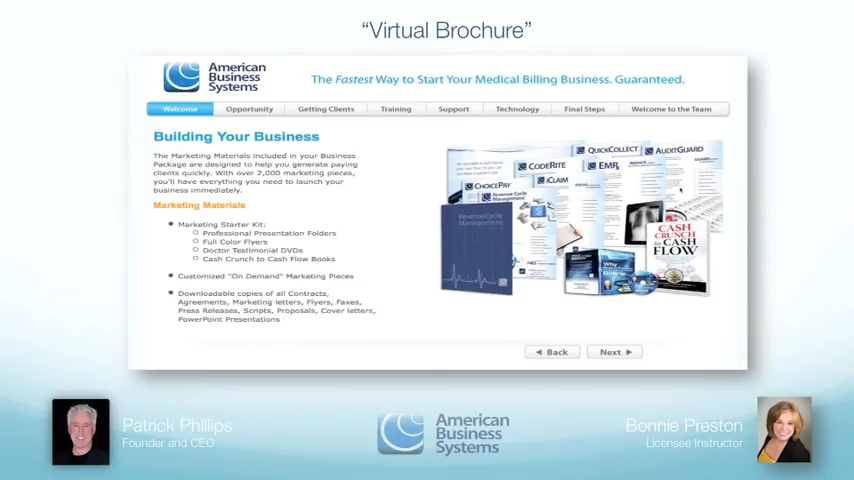 “Virtual Brochure”
American
Business
Systems
The Fastest Way to Start Your Medical Billing Business. Guaranteed.
Welcome
Opportunity
Getting Clients
Training
Support
Technology
Final Steps
Welcome to the Team
Building Your Business
The Marketing Materials included in your Business
Package are designed to help you generate paying
clients quickly. With over 2,000 marketing pieces,
you'll have everything you need to launch your
business immediately.
Marketing Materials
Marketing Starter Kit:
Professional Presentation Folders
Full Color Flyers
Doctor Testimonial DVDs
Cash Crunch to Cash Flow Books
Customized "On Demand" Marketing Pieces
Downloadable copies of all Contracts,
Agreements, Marketing letters, Flyers, Faxes,
Press Releases, Scripts, Proposals, Cover letters,
PowerPoint Presentations
QUICKCOLLECT
AUDITGUARD
CODERITE
EMR
iCLAIM
CHOICEPAY
Revenue Cycle
Management
RevenueCycle
Management
CASH
CRUNCH
to CASH
FLOW
Why
Back
Next
Patrick Phillips
Founder and CEO
American
Business
Systems
Bonnie Preston
Licensee Instructor